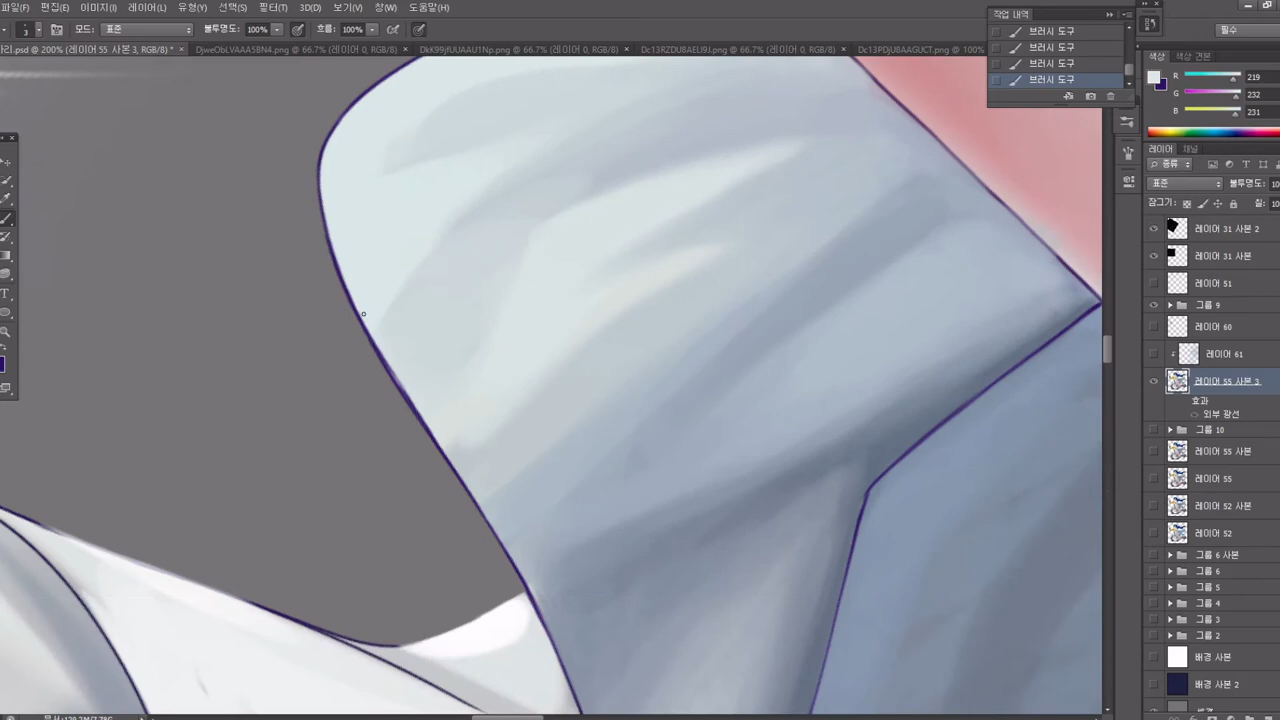 파일(F) 편집(E) 이미지(I) 레이어(L) 유형(Y) 선택(S) 필터(T) 3D(D) 보기(V) 창(W) 도움말(H)
3 모드: 표준 불투명도: 100% 흐름: 100%
필수
리.psd @ 200% (레이어 55 사본 3, RGB/8) * × DjweObLVAAA5BN4.png @ 66.7% (레이어 0, RGB/8) × DkK99jfUUAAU1Np.png @ 66.7% (레이어 0, RGB/8) × Dc13RZDU8AELI9J.png @ 66.7% (레이어 0, RGB/8) × Dc13PDjU8AAGUCT.png @ 100%
작업 내역
브러시 도구
브러시 도구
브러시 도구
브러시 도구
색상 색상 견본
R 219
G 232
B 231
레이어 채널
종류
표준 불투명도: 10
잠그기: 칠: 10
레이어 31 사본 2
레이어 31 사본
레이어 51
그룹 9
레이어 60
레이어 61
레이어 55 사본 3
효과
외부 광선
그룹 10
레이어 55 사본
레이어 55
레이어 52 사본
레이어 52
그룹 6 사본
그룹 6
그룹 5
그룹 4
그룹 3
그룹 2
배경 사본
배경 사본 2